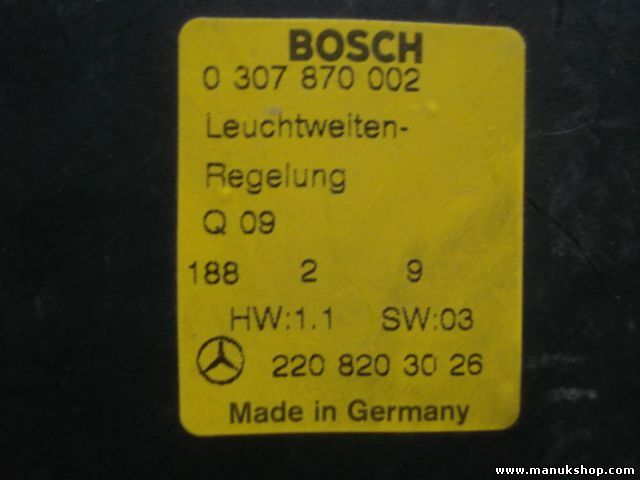 BOSCH
0 307 870 002
Leuchtweiten-
Regelung
Q 09
188 2 9
HW:1.1 SW:03
220 820 30 26
Made in Germany
www.manukshop.com